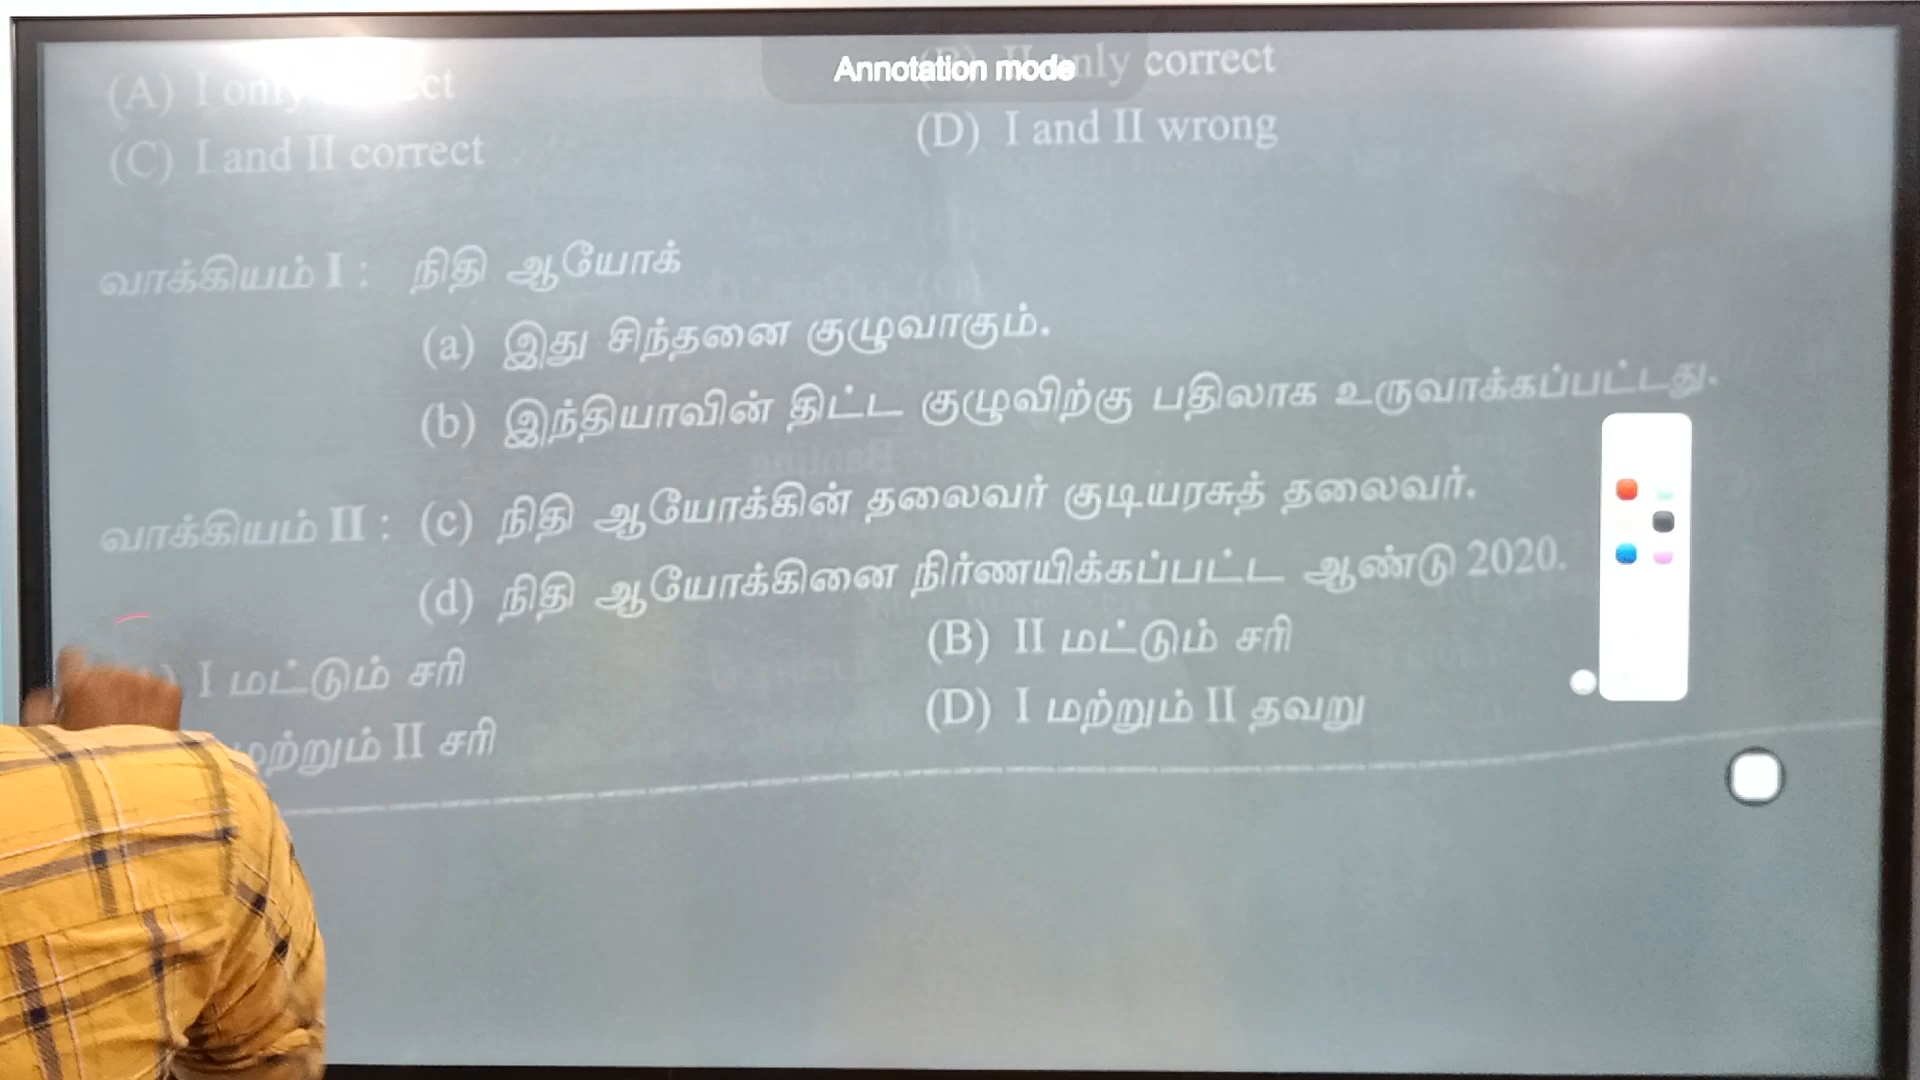 Annotation mode
(A) I only correct (B) II only correct
(C) I and II correct (D) I and II wrong
வாக்கியம் I : நிதி ஆயோக்
(a) இது சிந்தனை குழுவாகும்.
(b) இந்தியாவின் திட்ட குழுவிற்கு பதிலாக உருவாக்கப்பட்டது.
வாக்கியம் II : (c) நிதி ஆயோக்கின் தலைவர் குடியரசுத் தலைவர்.
(d) நிதி ஆயோக்கினை நிர்ணயிக்கப்பட்ட ஆண்டு 2020.
I மட்டும் சரி (B) II மட்டும் சரி
மற்றும் II சரி (D) I மற்றும் II தவறு